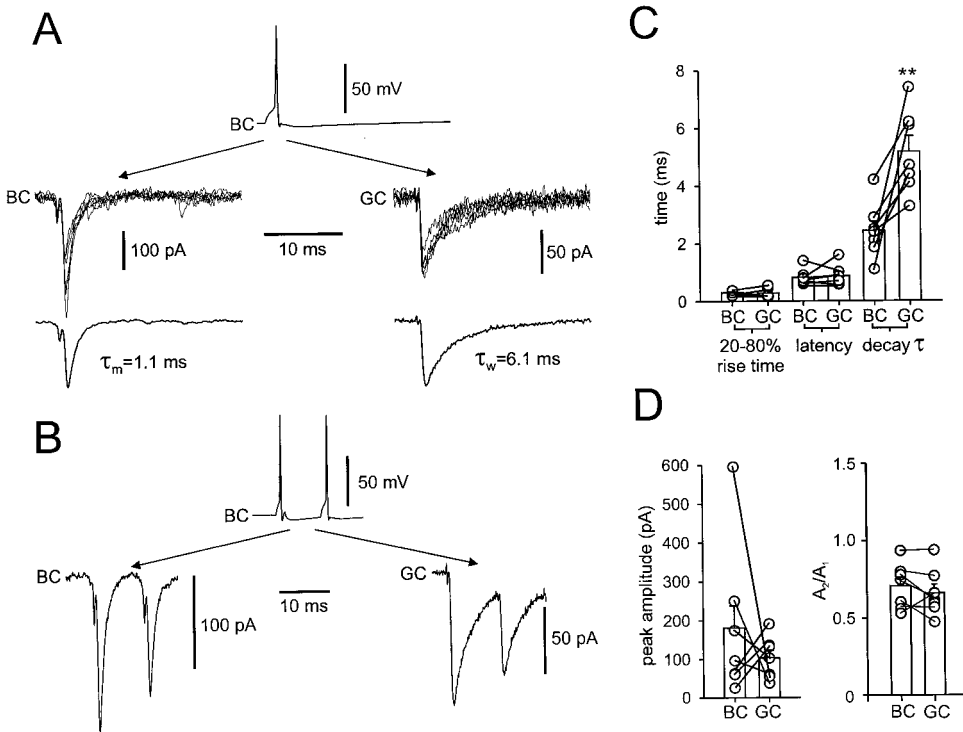 A
50 mV
BC
BC
100 pA
10 ms
GC
50 pA
τm=1.1 ms
τw=6.1 ms
B
50 mV
BC
BC
100 pA
10 ms
GC
50 pA
C
**
8
6
4
2
0
time (ms)
BC GC BC GC BC GC
20-80% rise time
latency
decay τ
D
600
500
400
300
200
100
0
peak amplitude (pA)
BC GC
1.5
1.0
0.5
0
A2/A1
BC GC